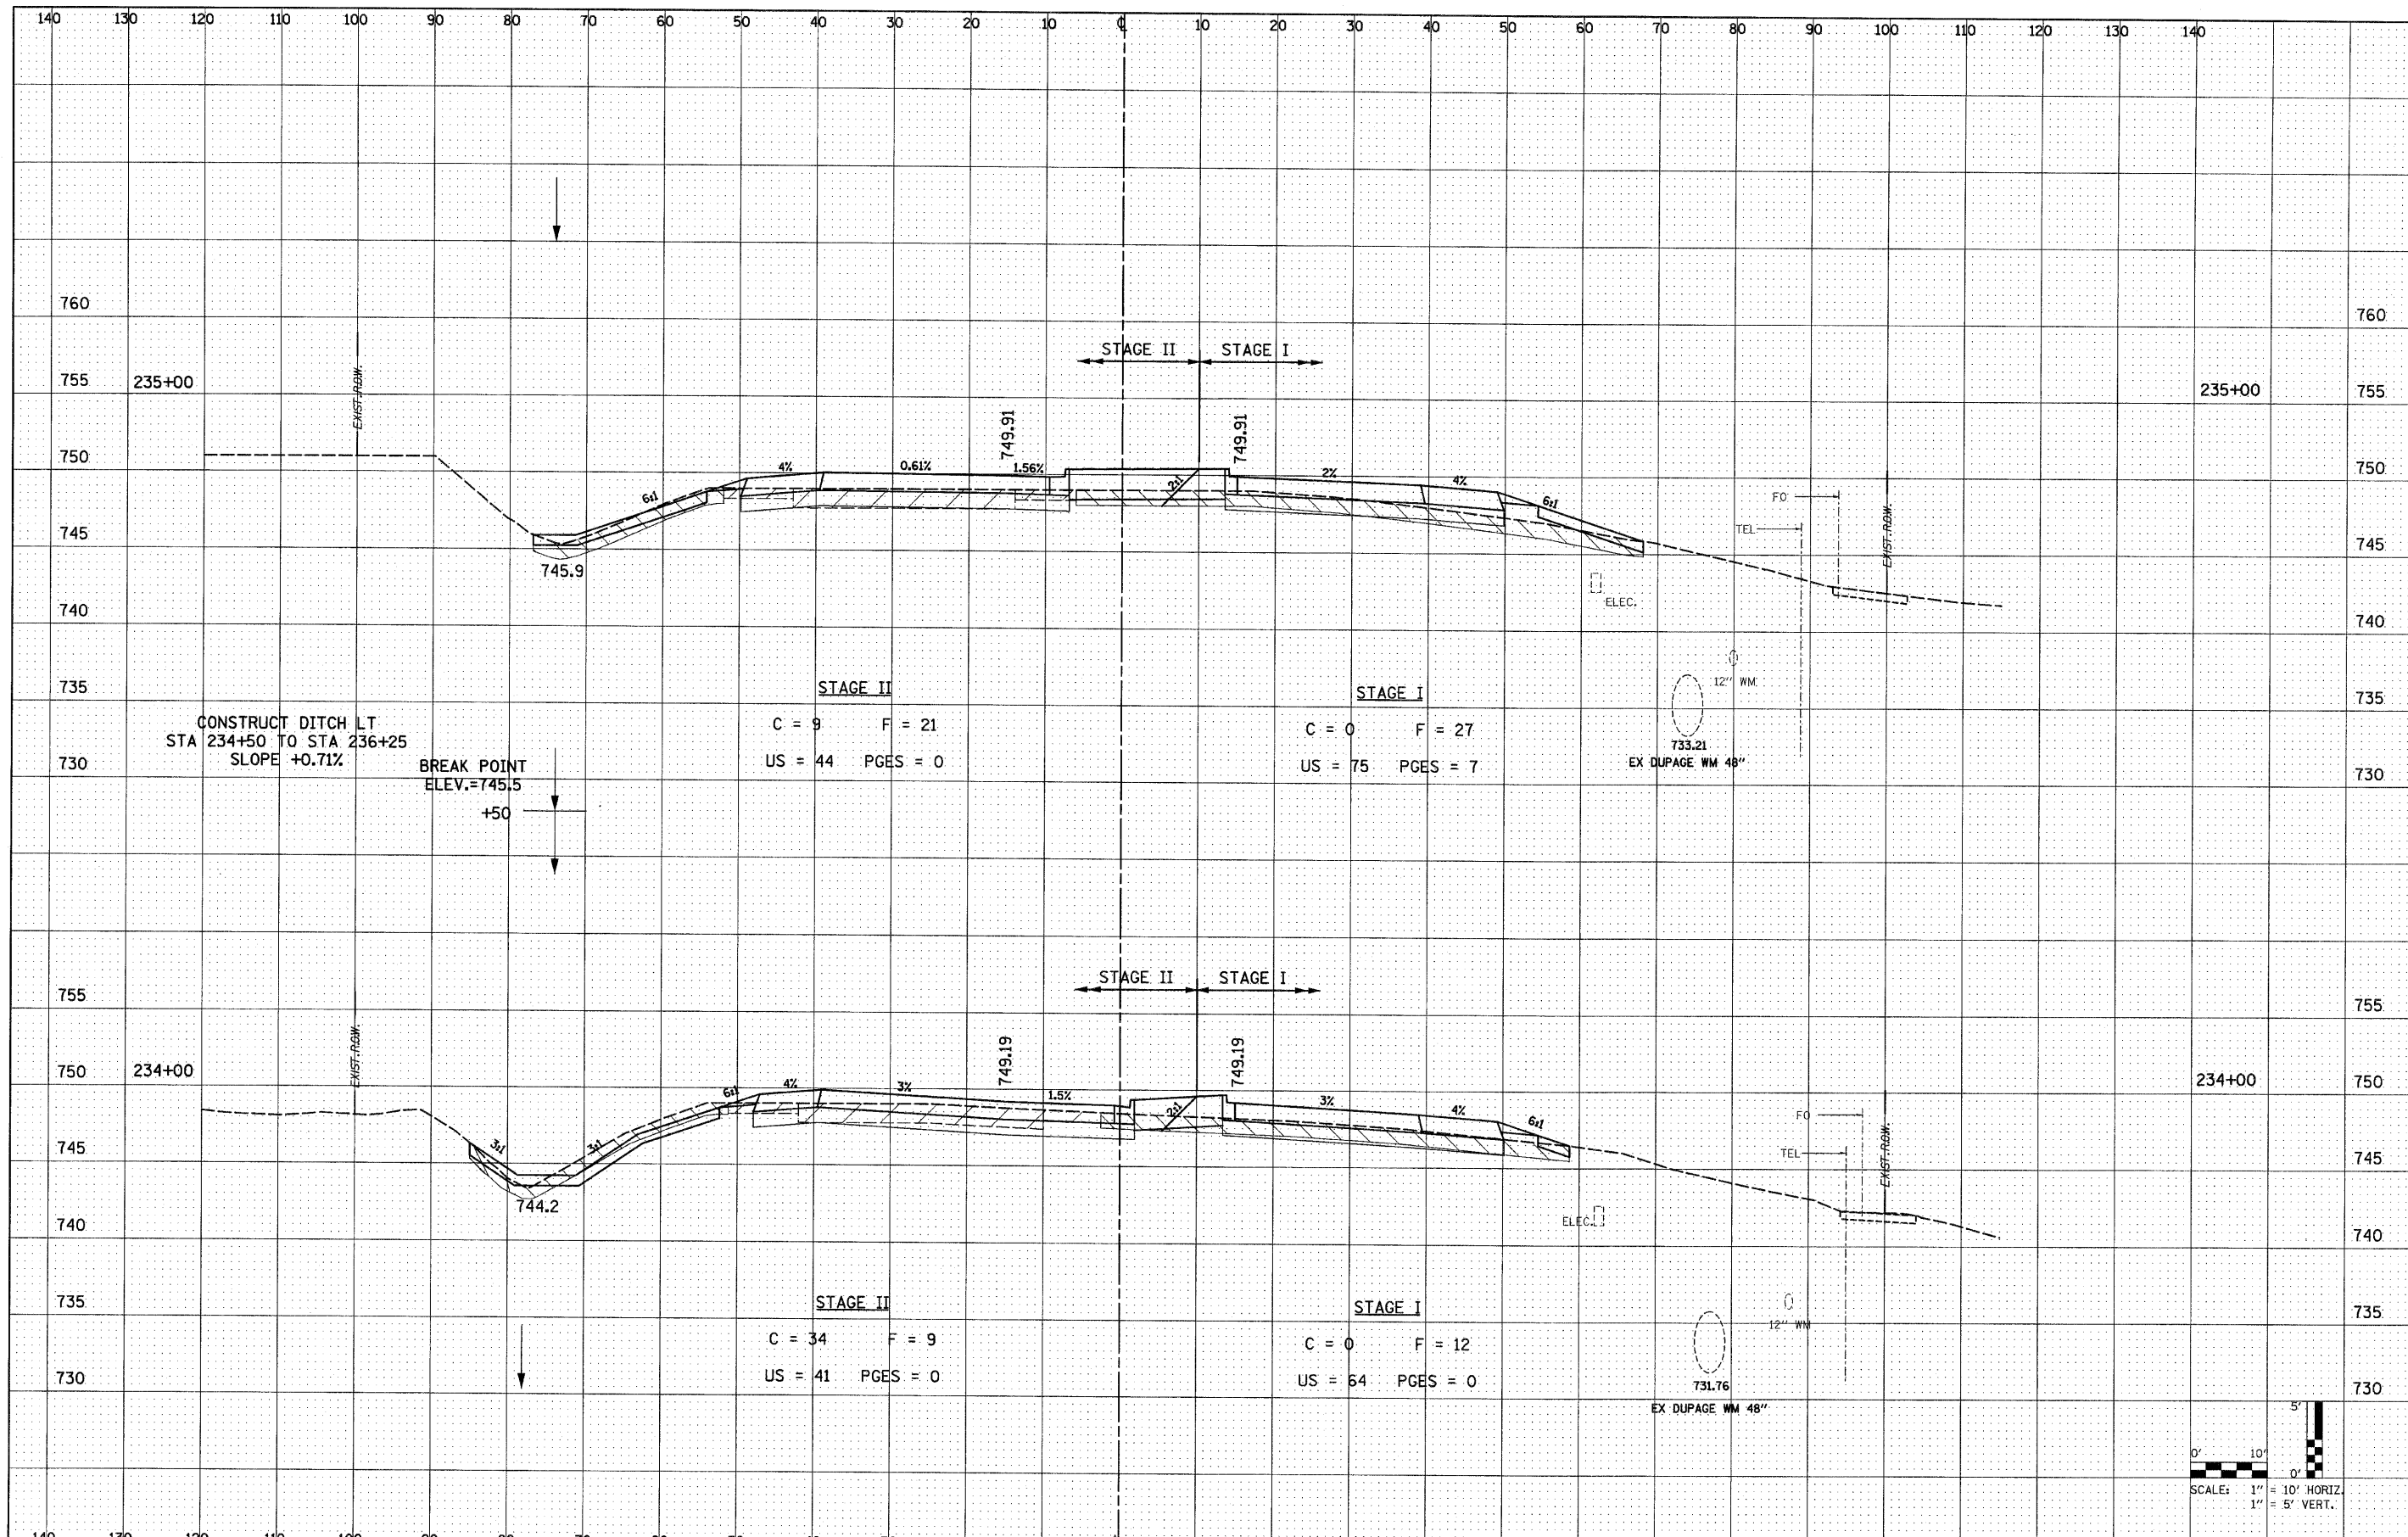 140 130 120 110 100 90 80 70 60 50 40 30 20 10 ℄ 10 20 30 40 50 60 70 80 90 100 110 120 130 140
760 760
STAGE II STAGE I
755 235+00 EXIST. R.O.W. 235+00 755
749.91 749.91
750 4% 0.61% 1.56% 2% 750
6:1 2:1 4% 6:1
FO
TEL EXIST. R.O.W.
745 745
745.9
ELEC.
740 740
12" WM
735 STAGE II STAGE I 735
CONSTRUCT DITCH LT
STA 234+50 TO STA 236+25
SLOPE +0.71%
C = 9 F = 21 C = 0 F = 27
733.21
US = 44 PGES = 0 US = 75 PGES = 7
EX DUPAGE WM 48"
730 730
BREAK POINT
ELEV.=745.5
+50
STAGE II STAGE I
755 755
EXIST. R.O.W.
749.19 749.19
750 234+00 234+00 750
6:1 4% 3% 1.5% 2:1 3% 4% 6:1
FO
3:1 3:1
TEL EXIST. R.O.W.
745 745
744.2
ELEC.
740 740
735 STAGE II STAGE I 735
12" WM
C = 34 F = 9 C = 0 F = 12
US = 41 PGES = 0 US = 64 PGES = 0
730 730
731.76
EX DUPAGE WM 48"
5'
0' 10' 0'
SCALE: 1" = 10' HORIZ.
1" = 5' VERT.